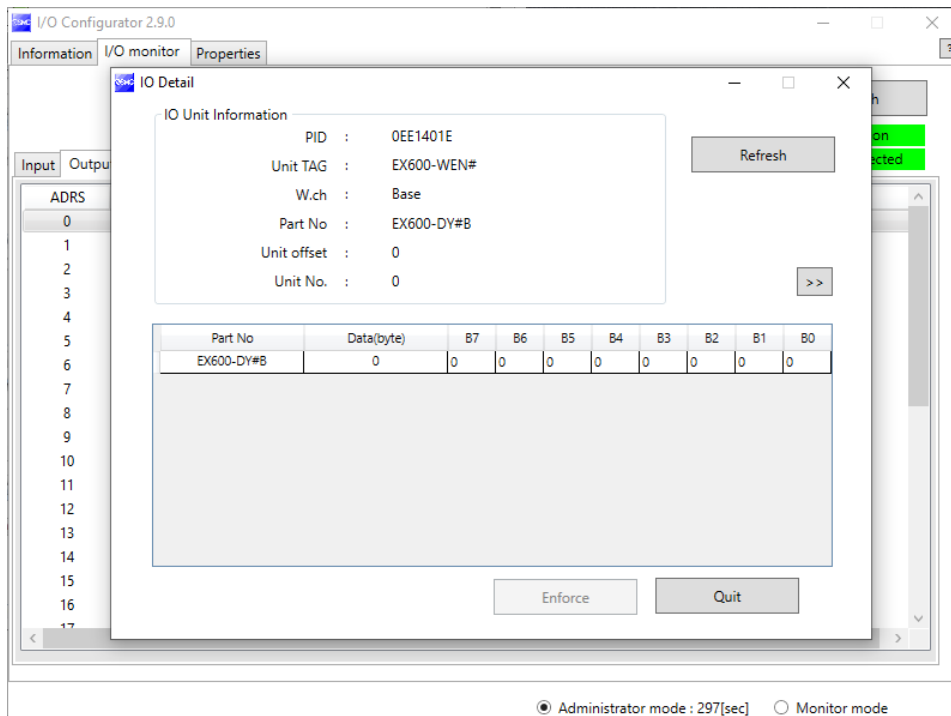 I/O Configurator 2.9.0
Information I/O monitor Properties
IO Detail
IO Unit Information
PID : 0EE1401E
Unit TAG : EX600-WEN#
W.ch : Base
Part No : EX600-DY#B
Unit offset : 0
Unit No. : 0
Refresh
>>
Input Outpu
ADRS
0
1
2
3
4
5
6
7
8
9
10
11
12
13
14
15
16
17
Part No Data(byte) B7 B6 B5 B4 B3 B2 B1 B0
EX600-DY#B 0 0 0 0 0 0 0 0 0
Enforce Quit
Administrator mode : 297[sec] Monitor mode